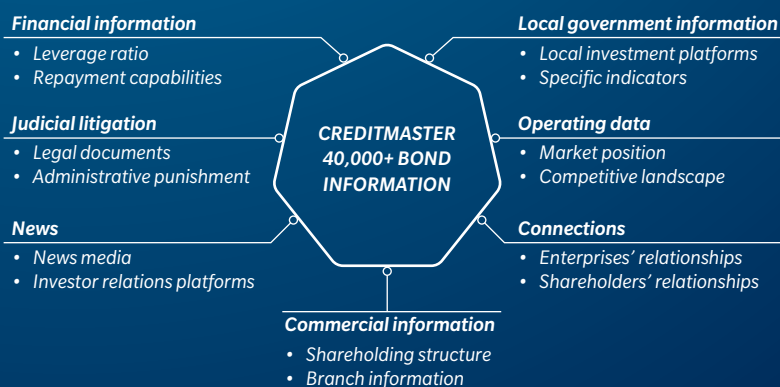 Financial information
• Leverage ratio
• Repayment capabilities
Judicial litigation
• Legal documents
• Administrative punishment
News
• News media
• Investor relations platforms
CREDITMASTER
40,000+ BOND
INFORMATION
Local government information
• Local investment platforms
• Specific indicators
Operating data
• Market position
• Competitive landscape
Connections
• Enterprises’ relationships
• Shareholders’ relationships
Commercial information
• Shareholding structure
• Branch information